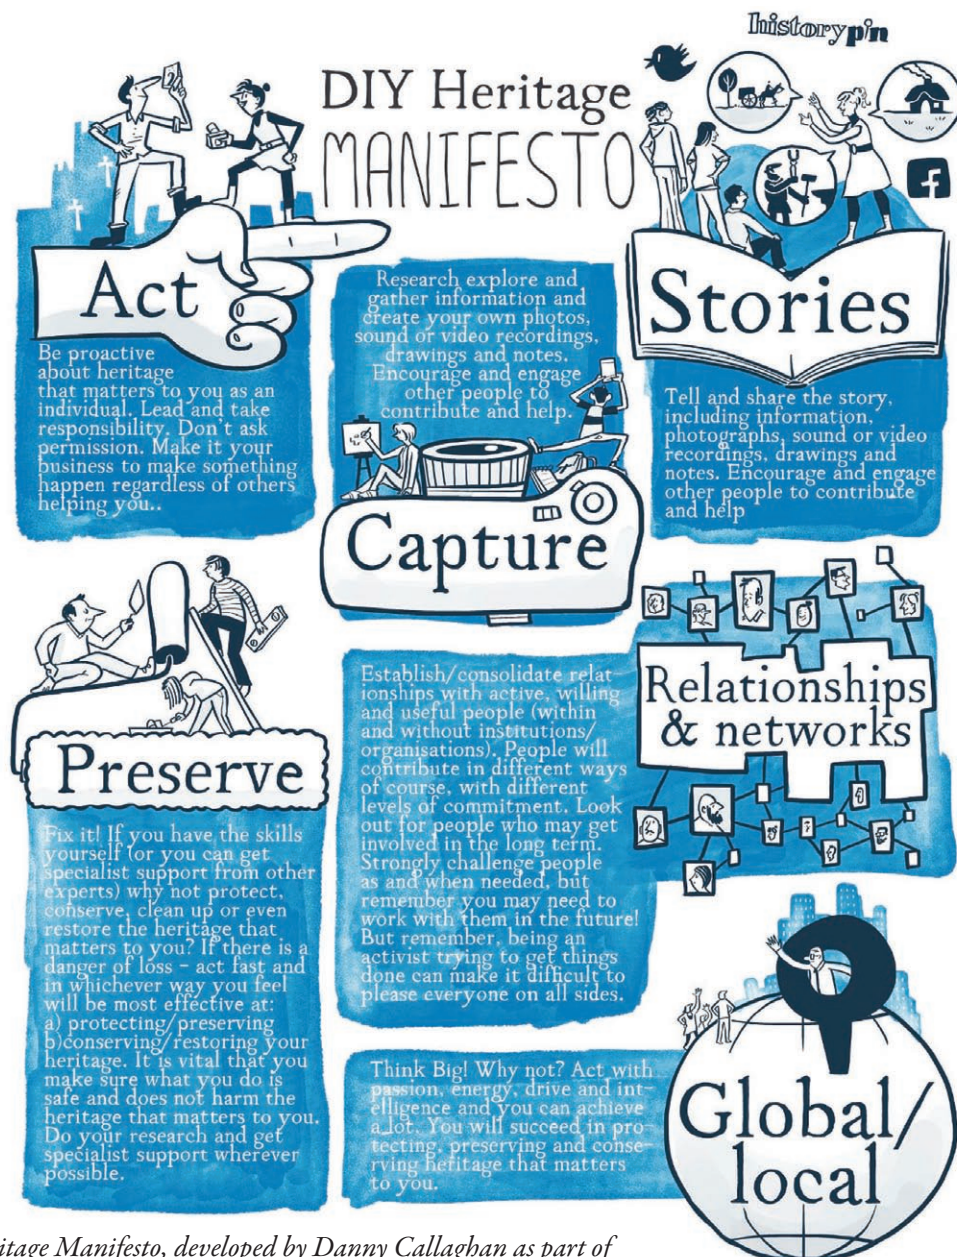 historypin
DIY Heritage
MANIFESTO
Act
Be proactive
about heritage
that matters to you as an
individual. Lead and take
responsibility. Don't ask
permission. Make it your
business to make something
happen regardless of others
helping you..
Research explore and
gather information and
create your own photos,
sound or video recordings,
drawings and notes.
Encourage and engage
other people to
contribute and help.
Capture
Stories
Tell and share the story,
including information,
photographs, sound or video
recordings, drawings and
notes. Encourage and engage
other people to contribute
and help
Preserve
Fix it! If you have the skills
yourself (or you can get
specialist support from other
experts) why not protect,
conserve, clean up or even
restore the heritage that
matters to you? If there is a
danger of loss - act fast and
in whichever way you feel
will be most effective at:
a) protecting/preserving
b)conserving/restoring your
heritage. It is vital that you
make sure what you do is
safe and does not harm the
heritage that matters to you.
Do your research and get
specialist support wherever
possible.
Relationships
& networks
Establish/consolidate relat-
ionships with active, willing
and useful people (within
and without institutions/
organisations). People will
contribute in different ways
of course, with different
levels of commitment. Look
out for people who may get
involved in the long term.
Strongly challenge people
as and when needed, but
remember you may need to
work with them in the future!
But remember, being an
activist trying to get things
done can make it difficult to
please everyone on all sides.
Global/
local
Think Big! Why not? Act with
passion, energy, drive and int-
elligence and you can achieve
a lot. You will succeed in pro-
tecting, preserving and conse-
rving heritage that matters
to you.
itage Manifesto, developed by Danny Callaghan as part of